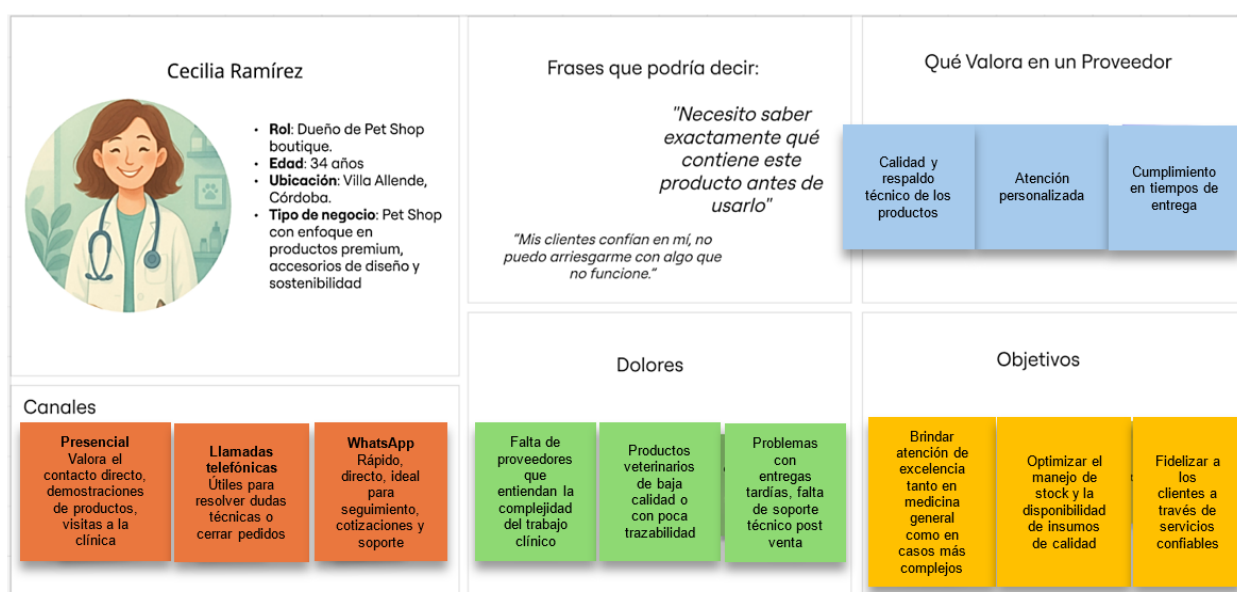 Cecilia Ramírez
• Rol: Dueño de Pet Shop
boutique.
• Edad: 34 años
• Ubicación: Villa Allende,
Córdoba.
• Tipo de negocio: Pet Shop
con enfoque en
productos premium,
accesorios de diseño y
sostenibilidad
Frases que podría decir:
"Necesito saber
exactamente qué
contiene este
producto antes de
usarlo"
"Mis clientes confían en mí, no
puedo arriesgarme con algo que
no funcione."
Qué Valora en un Proveedor
Calidad y
respaldo
técnico de los
productos
Atención
personalizada
Cumplimiento
en tiempos de
entrega
Canales
Presencial
Valora el
contacto directo,
demostraciones
de productos,
visitas a la
clínica
Llamadas
telefónicas
Útiles para
resolver dudas
técnicas o
cerrar pedidos
WhatsApp
Rápido,
directo, ideal
para
seguimiento,
cotizaciones y
soporte
Dolores
Falta de
proveedores
que
entiendan la
complejidad
del trabajo
clínico
Productos
veterinarios
de baja
calidad o
con poca
trazabilidad
Problemas
con
entregas
tardías, falta
de soporte
técnico post
venta
Objetivos
Brindar
atención de
excelencia
tanto en
medicina
general
como en
casos más
complejos
Optimizar el
manejo de
stock y la
disponibilidad
de insumos
de calidad
Fidelizar a
los
clientes a
través de
servicios
confiables